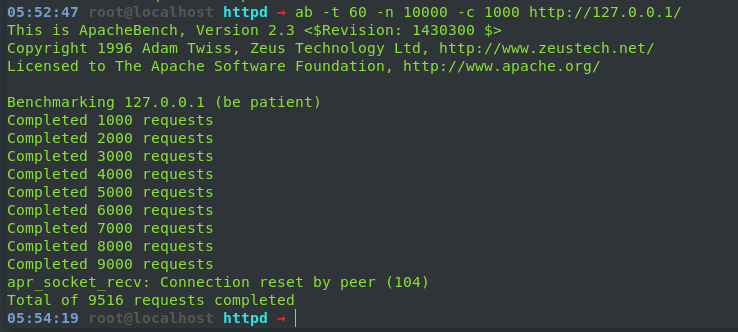 05:52:47 root@localhost httpd → ab -t 60 -n 10000 -c 1000 http://127.0.0.1/
This is ApacheBench, Version 2.3 <$Revision: 1430300 $>
Copyright 1996 Adam Twiss, Zeus Technology Ltd, http://www.zeustech.net/
Licensed to The Apache Software Foundation, http://www.apache.org/
Benchmarking 127.0.0.1 (be patient)
Completed 1000 requests
Completed 2000 requests
Completed 3000 requests
Completed 4000 requests
Completed 5000 requests
Completed 6000 requests
Completed 7000 requests
Completed 8000 requests
Completed 9000 requests
apr_socket_recv: Connection reset by peer (104)
Total of 9516 requests completed
05:54:19 root@localhost httpd →